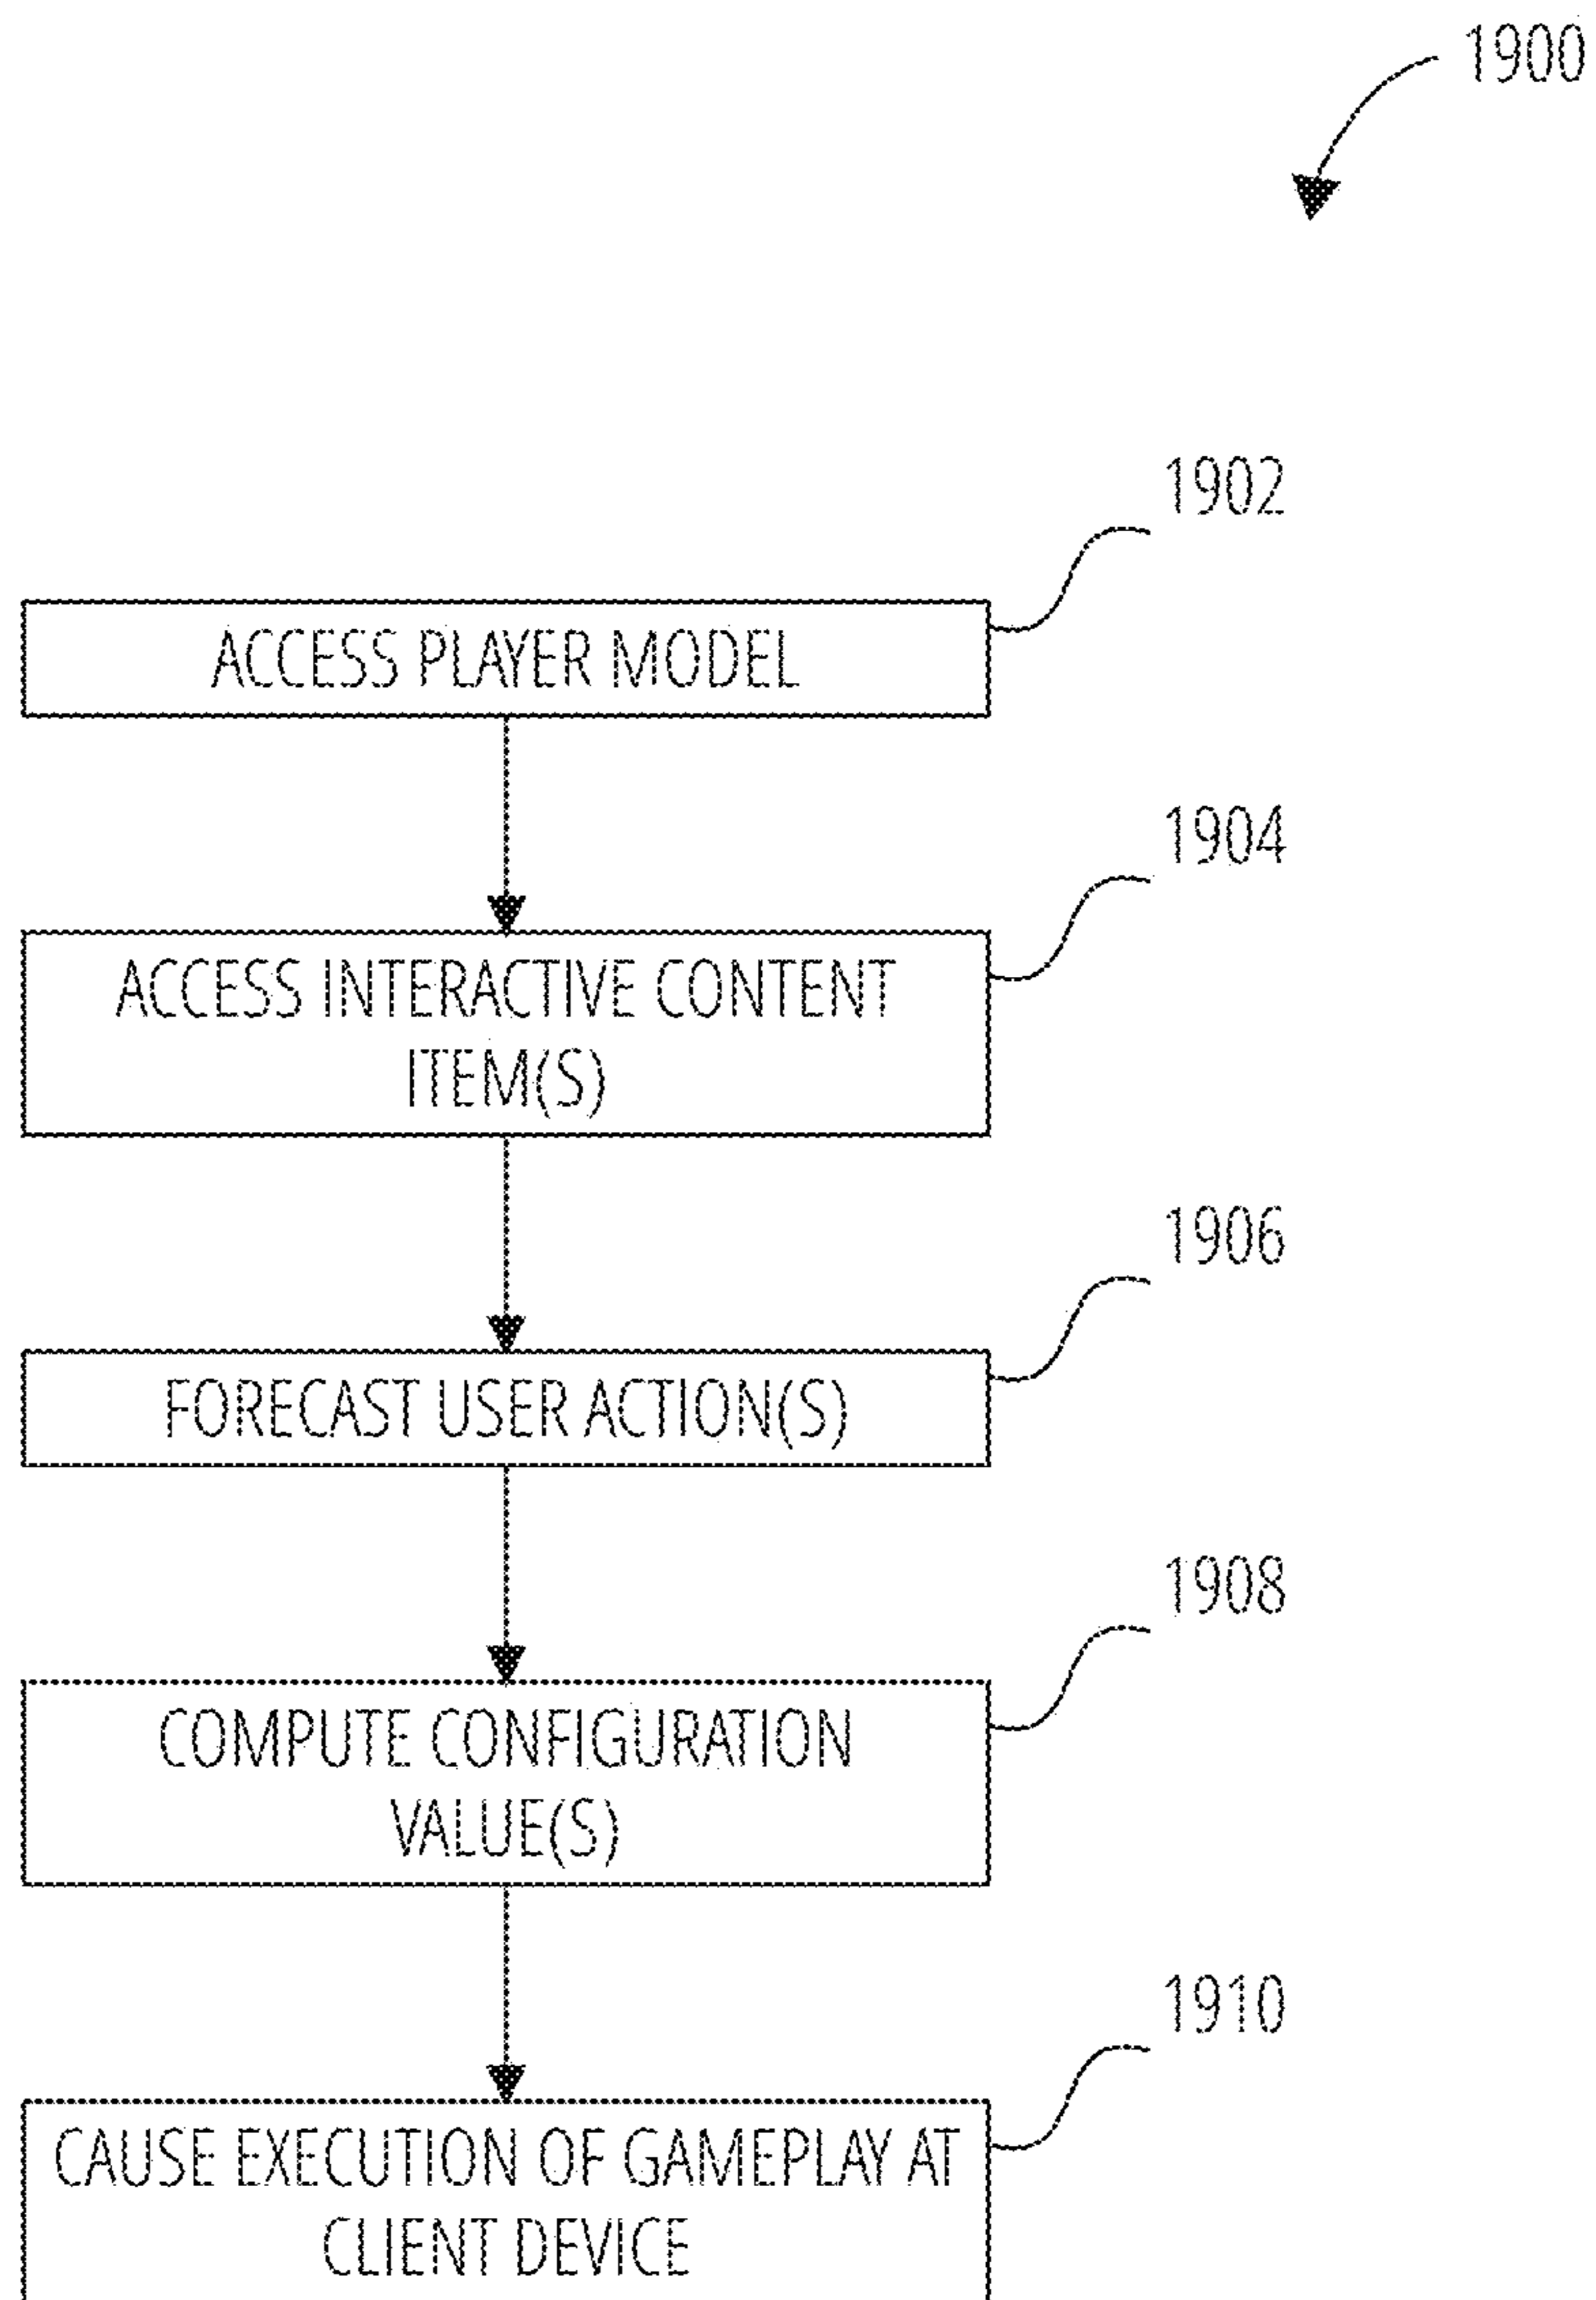 1900
1902
ACCESS PLAYER MODEL
1904
ACCESS INTERACTIVE CONTENT
ITEM(S)
1906
FORECAST USER ACTION(S)
1908
COMPUTE CONFIGURATION
VALUE(S)
1910
CAUSE EXECUTION OF GAMEPLAY AT
CLIENT DEVICE